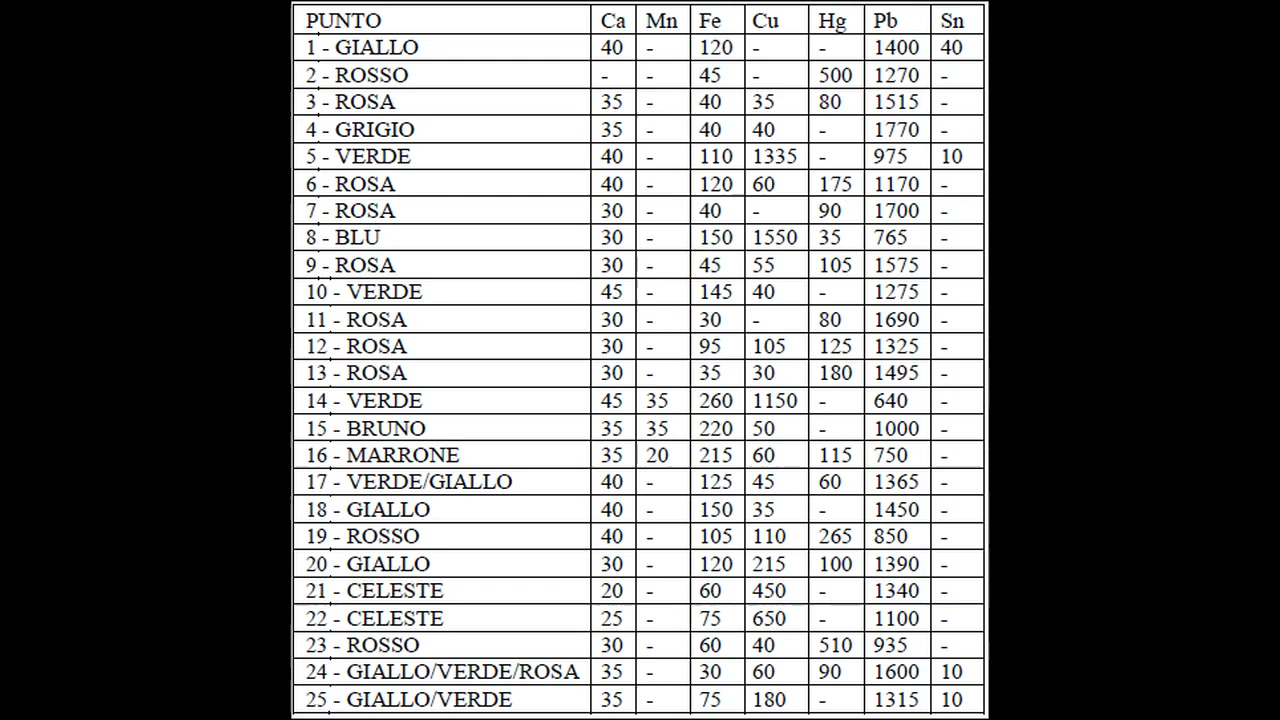 PUNTO Ca Mn Fe Cu Hg Pb Sn
1 - GIALLO 40 - 120 - - 1400 40
2 - ROSSO - - 45 - 500 1270 -
3 - ROSA 35 - 40 35 80 1515 -
4 - GRIGIO 35 - 40 40 - 1770 -
5 - VERDE 40 - 110 1335 - 975 10
6 - ROSA 40 - 120 60 175 1170 -
7 - ROSA 30 - 40 - 90 1700 -
8 - BLU 30 - 150 1550 35 765 -
9 - ROSA 30 - 45 55 105 1575 -
10 - VERDE 45 - 145 40 - 1275 -
11 - ROSA 30 - 30 - 80 1690 -
12 - ROSA 30 - 95 105 125 1325 -
13 - ROSA 30 - 35 30 180 1495 -
14 - VERDE 45 35 260 1150 - 640 -
15 - BRUNO 35 35 220 50 - 1000 -
16 - MARRONE 35 20 215 60 115 750 -
17 - VERDE/GIALLO 40 - 125 45 60 1365 -
18 - GIALLO 40 - 150 35 - 1450 -
19 - ROSSO 40 - 105 110 265 850 -
20 - GIALLO 30 - 120 215 100 1390 -
21 - CELESTE 20 - 60 450 - 1340 -
22 - CELESTE 25 - 75 650 - 1100 -
23 - ROSSO 30 - 60 40 510 935 -
24 - GIALLO/VERDE/ROSA 35 - 30 60 90 1600 10
25 - GIALLO/VERDE 35 - 75 180 - 1315 10